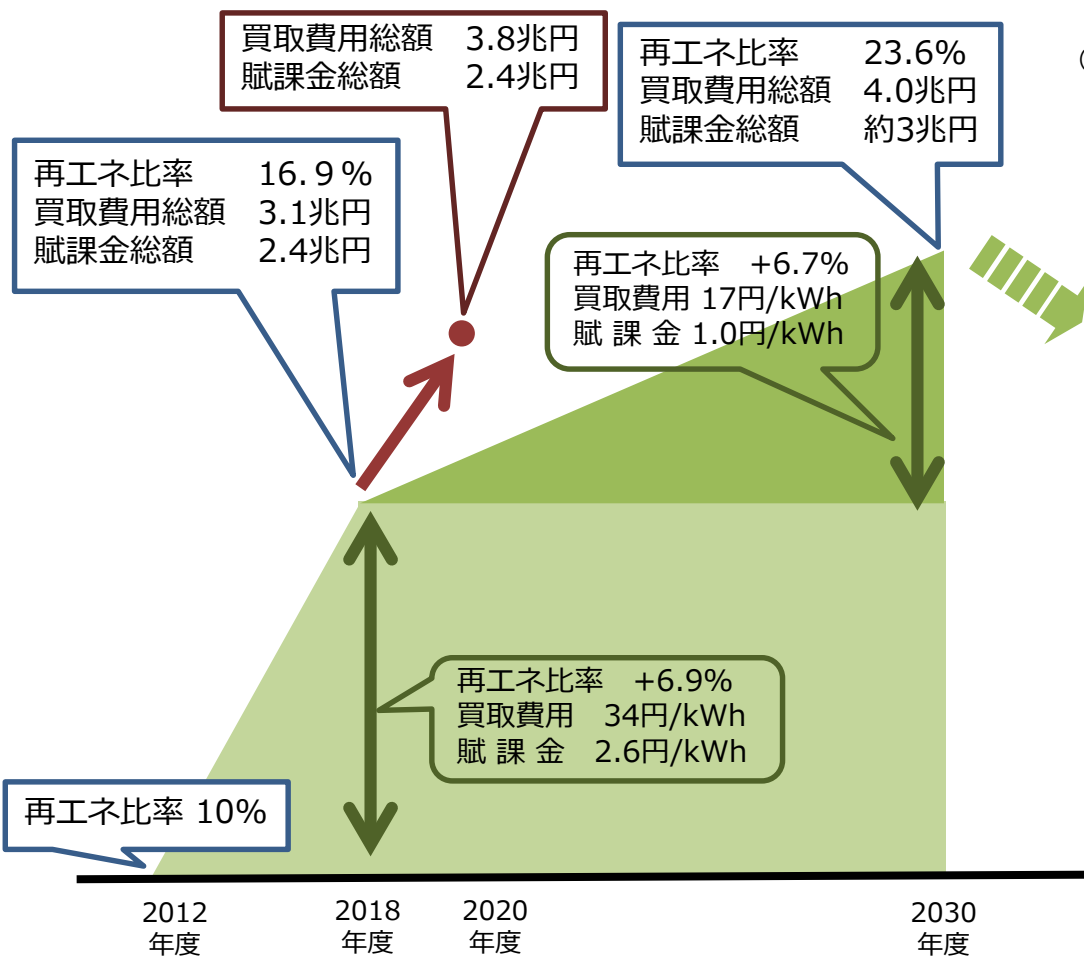 買取費用総額 3.8兆円
賦課金総額 2.4兆円
再エネ比率 23.6%
買取費用総額 4.0兆円
賦課金総額 約3兆円
再エネ比率 16.9%
買取費用総額 3.1兆円
賦課金総額 2.4兆円
再エネ比率 +6.7%
買取費用 17円/kWh
賦課金 1.0円/kWh
再エネ比率 +6.9%
買取費用 34円/kWh
賦課金 2.6円/kWh
再エネ比率 10%
2012
年度
2018
年度
2020
年度
2030
年度